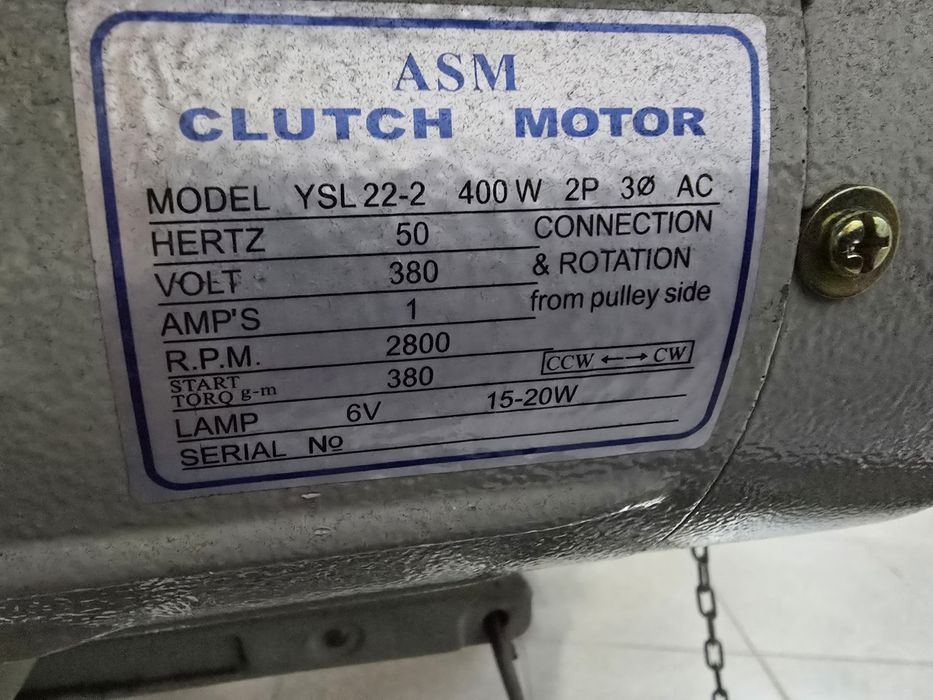 ASM
CLUTCH MOTOR
MODEL YSL 22-2 400 W 2P 3Ø AC
HERTZ 50
VOLT 380
AMP'S 1
R.P.M. 2800
START TORQ g-m 380
LAMP 6V 15-20W
SERIAL No
CONNECTION
& ROTATION
from pulley side
CCW ←→ CW